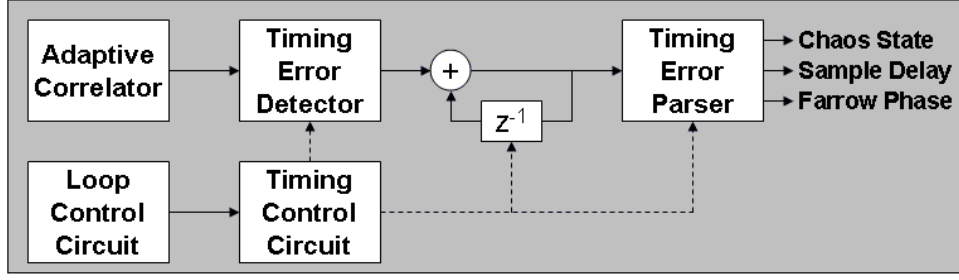 Adaptive
Correlator
Timing
Error
Detector
+
z-1
Timing
Error
Parser
Chaos State
Sample Delay
Farrow Phase
Loop
Control
Circuit
Timing
Control
Circuit